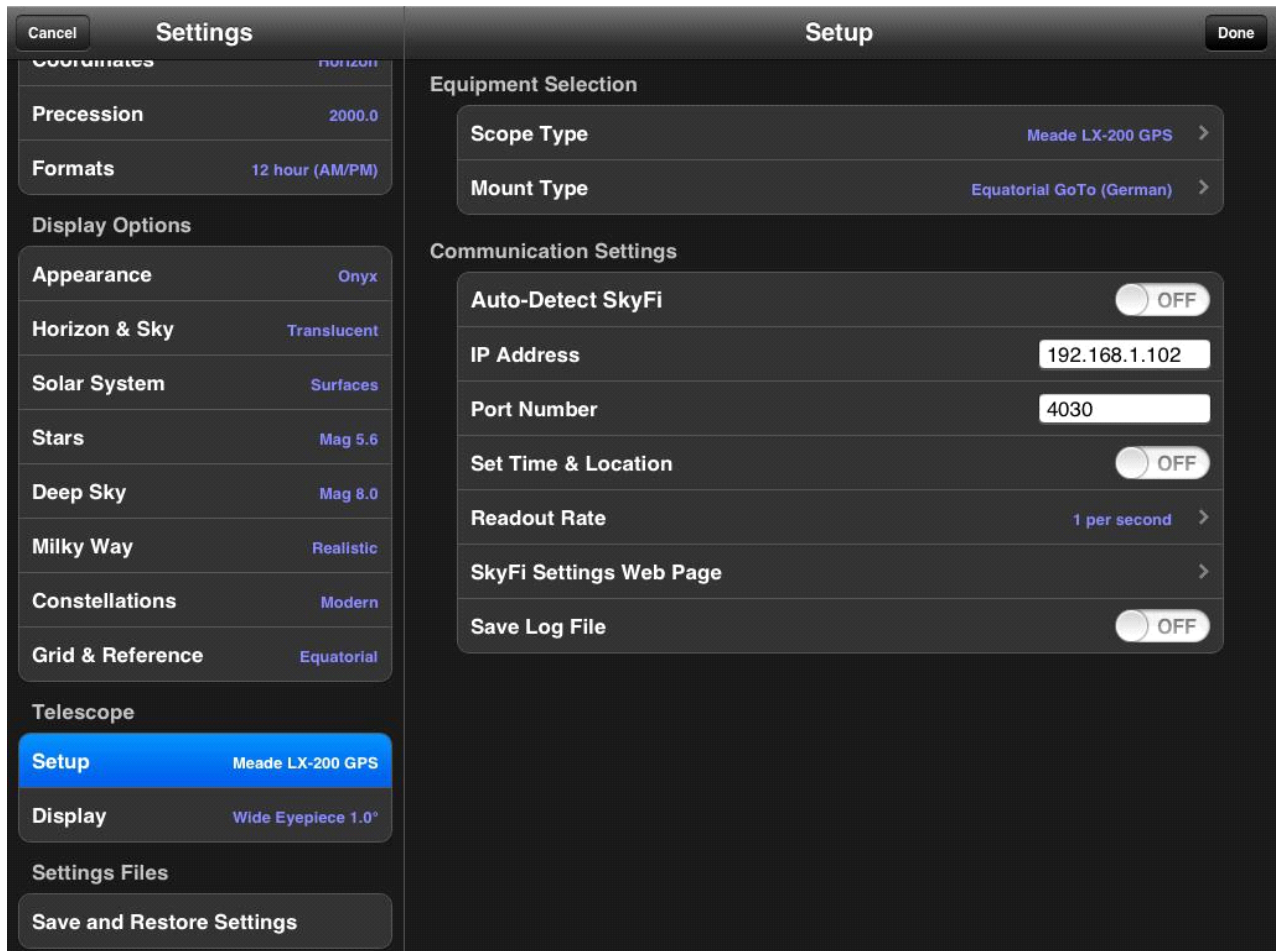 Cancel Settings
Coordinates Horizon
Precession 2000.0
Formats 12 hour (AM/PM)
Display Options
Appearance Onyx
Horizon & Sky Translucent
Solar System Surfaces
Stars Mag 5.6
Deep Sky Mag 8.0
Milky Way Realistic
Constellations Modern
Grid & Reference Equatorial
Telescope
Setup Meade LX-200 GPS
Display Wide Eyepiece 1.0°
Settings Files
Save and Restore Settings
Setup Done
Equipment Selection
Scope Type Meade LX-200 GPS
Mount Type Equatorial GoTo (German)
Communication Settings
Auto-Detect SkyFi OFF
IP Address 192.168.1.102
Port Number 4030
Set Time & Location OFF
Readout Rate 1 per second
SkyFi Settings Web Page
Save Log File OFF